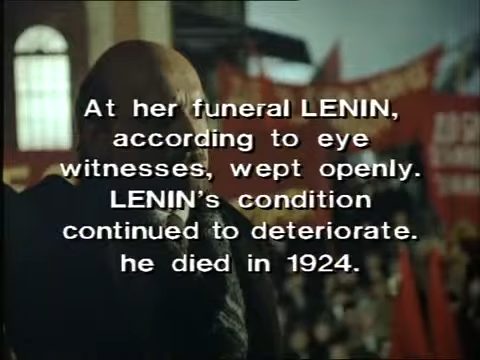 At her funeral LENIN,
according to eye
witnesses, wept openly.
LENIN's condition
continued to deteriorate.
he died in 1924.